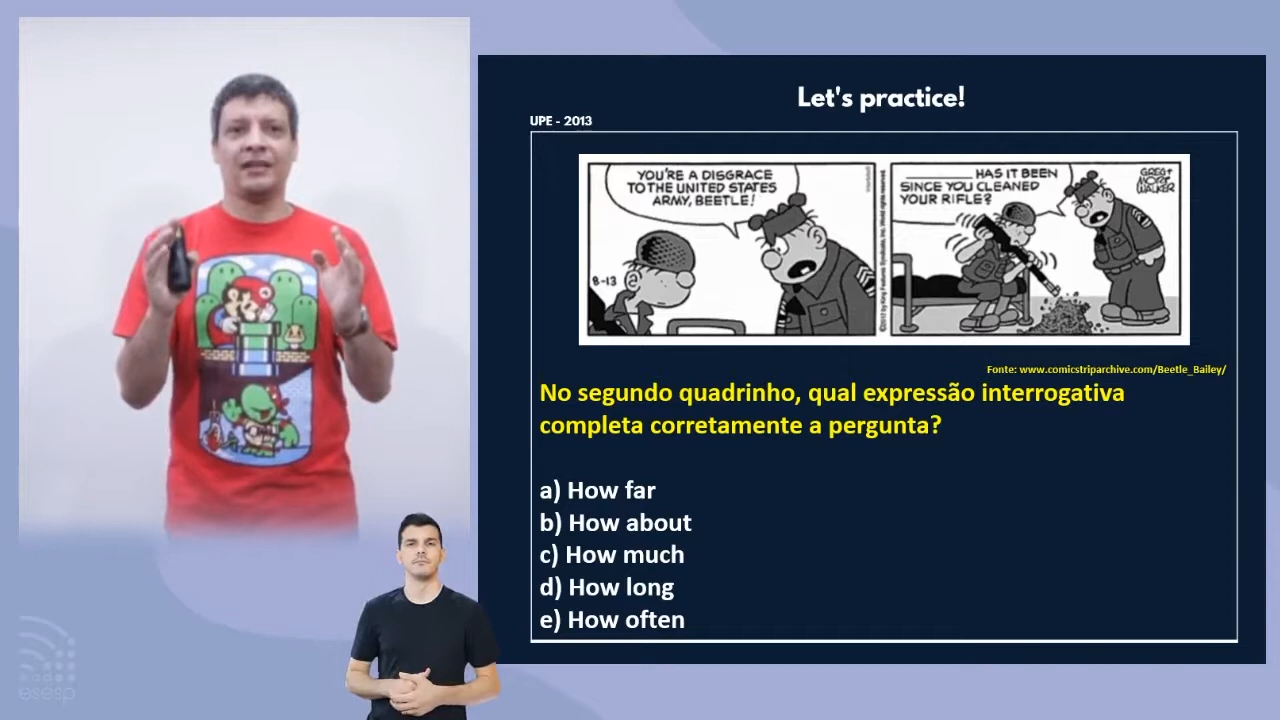 Let's practice!
UPE - 2013
YOU'RE A DISGRACE
TO THE UNITED STATES
ARMY, BEETLE!
8-13
_______ HAS IT BEEN
SINCE YOU CLEANED
YOUR RIFLE?
GREG+
MORT
WALKER
Fonte: www.comicstriparchive.com/Beetle_Bailey/
No segundo quadrinho, qual expressão interrogativa
completa corretamente a pergunta?
a) How far
b) How about
c) How much
d) How long
e) How often
esesp